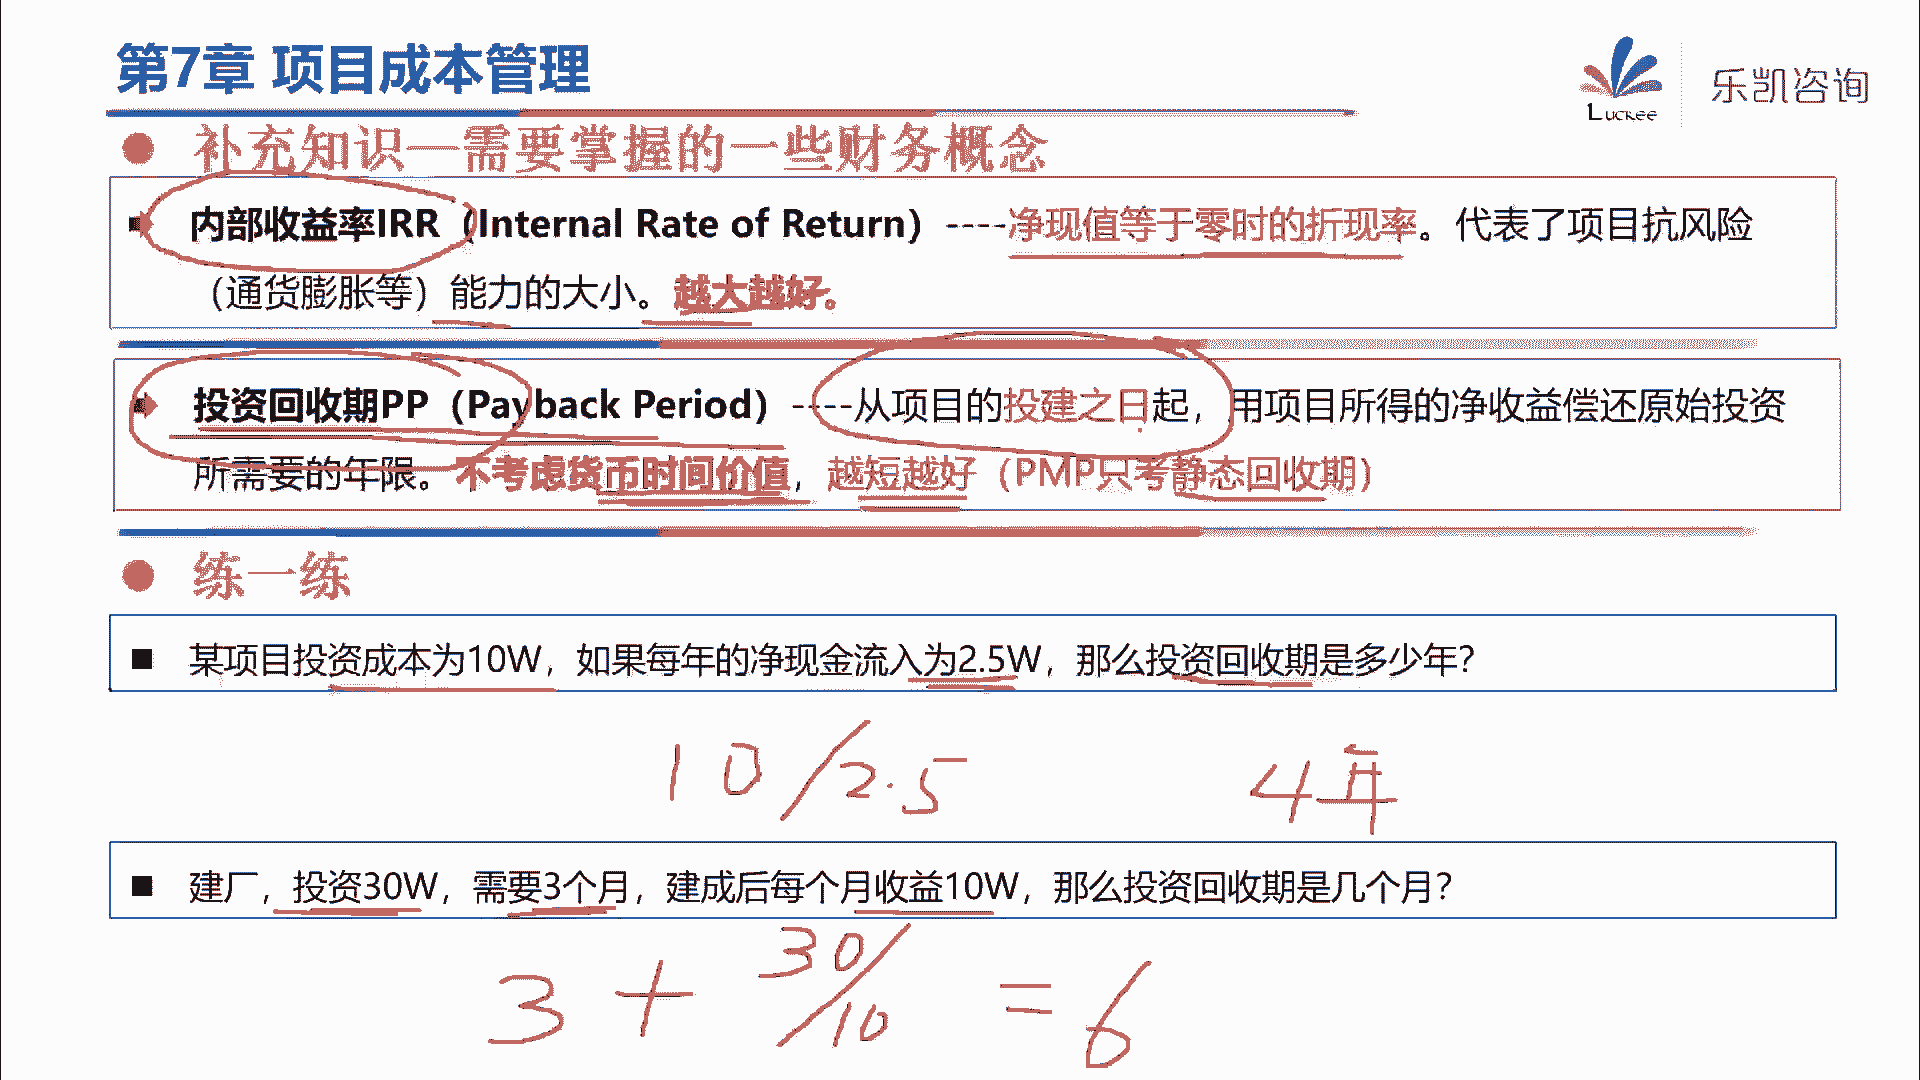 第7章 项目成本管理
Luckee 乐凯咨询
补充知识—需要掌握的一些财务概念
内部收益率IRR（Internal Rate of Return）----净现值等于零时的折现率。代表了项目抗风险
（通货膨胀等）能力的大小。越大越好。
投资回收期PP（Payback Period）----从项目的投建之日起，用项目所得的净收益偿还原始投资
所需要的年限。不考虑货币时间价值，越短越好（PMP只考静态回收期）
练一练
某项目投资成本为10W，如果每年的净现金流入为2.5W，那么投资回收期是多少年？
10/2.5 4年
建厂，投资30W，需要3个月，建成后每个月收益10W，那么投资回收期是几个月？
3+30/10=6